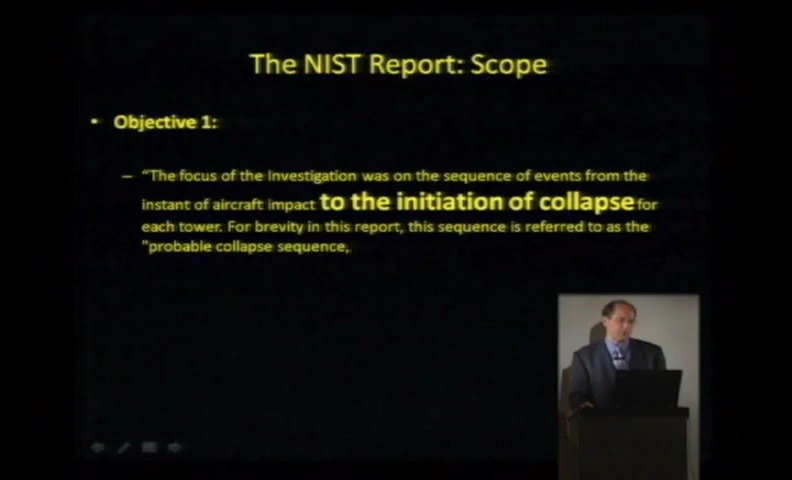 The NIST Report: Scope
• Objective 1:
– “The focus of the Investigation was on the sequence of events from the
instant of aircraft impact to the initiation of collapse for
each tower. For brevity in this report, this sequence is referred to as the
"probable collapse sequence,